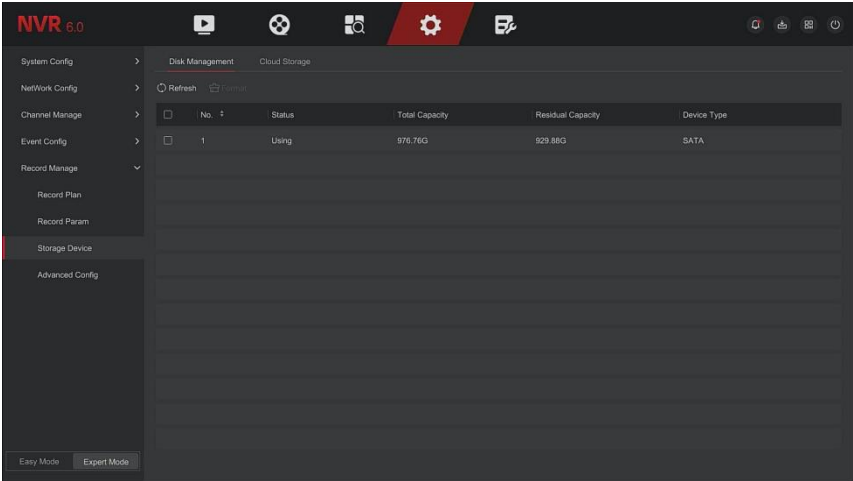 NVR 6.0
System Config
NetWork Config
Channel Manage
Event Config
Record Manage
Record Plan
Record Param
Storage Device
Advanced Config
Easy Mode Expert Mode
Disk Management Cloud Storage
Refresh Format
No. Status Total Capacity Residual Capacity Device Type
1 Using 976.76G 929.88G SATA